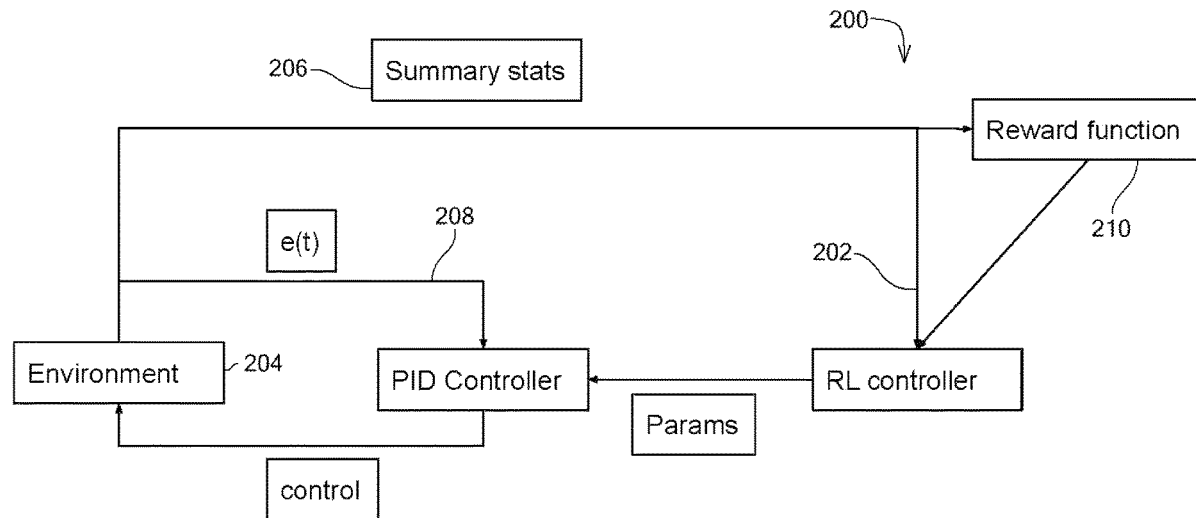 200
206
Summary stats
Reward function
210
208
e(t)
202
Environment
204
PID Controller
RL controller
Params
control